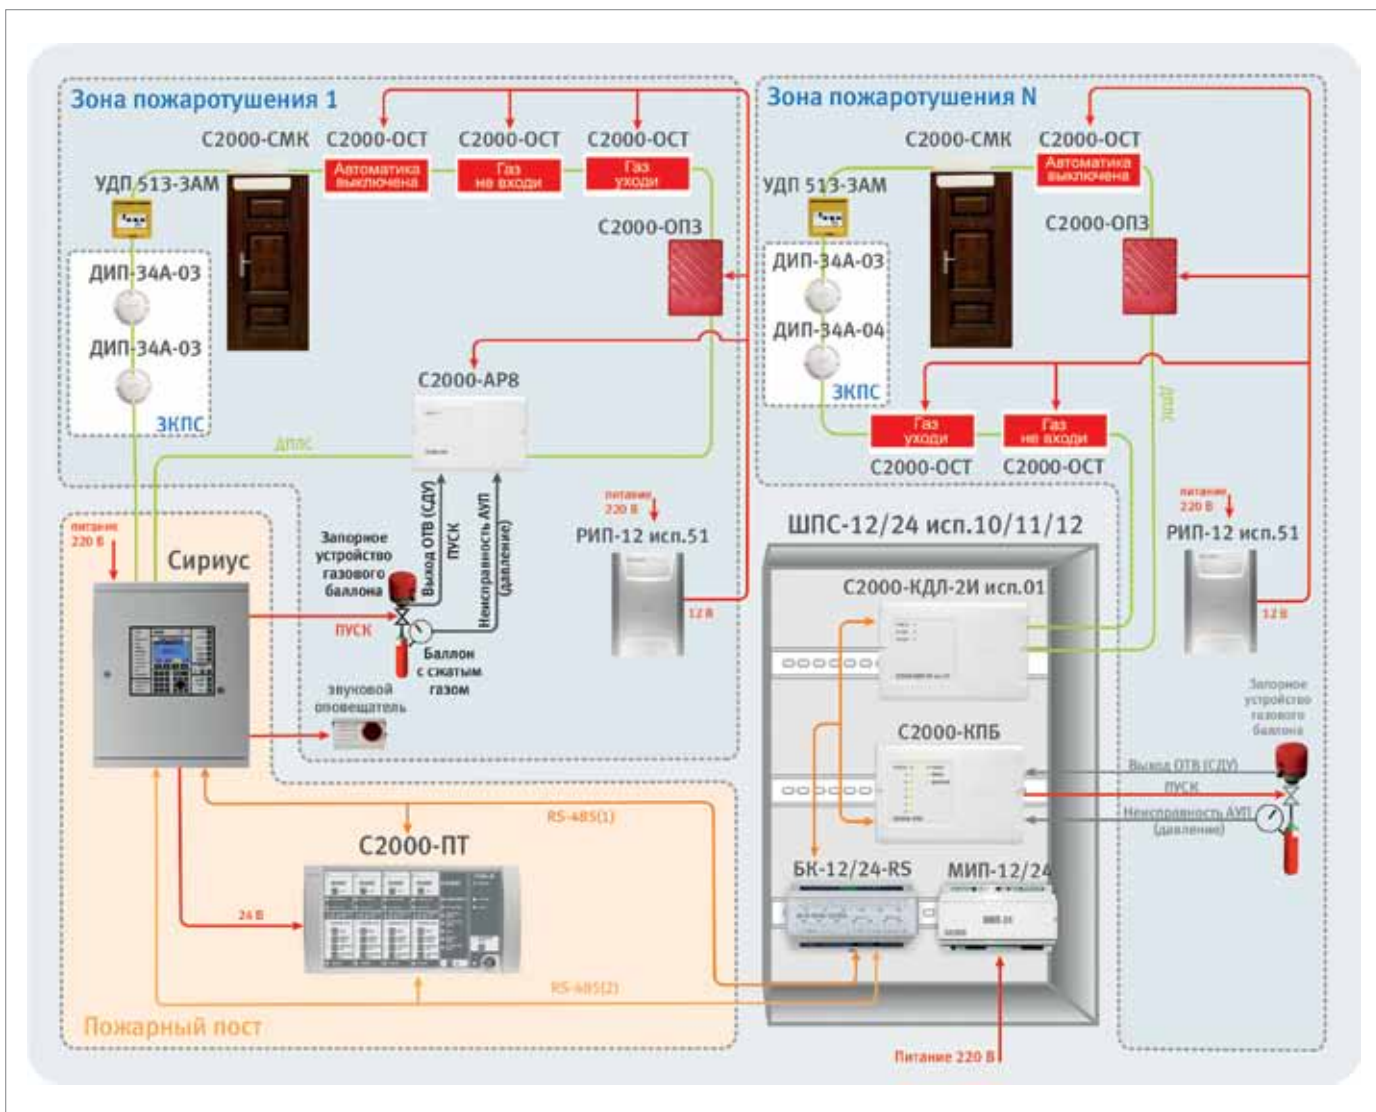 Зона пожаротушения 1
С2000-СМК
С2000-ОСТ
С2000-ОСТ
С2000-ОСТ
Автоматика
выключена
Газ
не входи
Газ
уходи
УДП 513-3АМ
С2000-ОПЗ
ДИП-34А-03
ДИП-34А-03
ЗКПС
С2000-АР8
ДПЛС
Выход ОТВ (СДУ)
ПУСК
Неисправность АУП
(давление)
питание
220 В
РИП-12 исп.51
12 В
Запорное
устройство
газового
баллона
ПУСК
Баллон
с сжатым
газом
звуковой
оповещатель
Зона пожаротушения N
С2000-СМК
С2000-ОСТ
Автоматика
выключена
УДП 513-3АМ
С2000-ОПЗ
ДИП-34А-03
ДИП-34А-04
ЗКПС
ДПЛС
Газ
уходи
Газ
не входи
С2000-ОСТ
С2000-ОСТ
питание
220 В
РИП-12 исп.51
12 В
ШПС-12/24 исп.10/11/12
С2000-КДЛ-2И исп.01
С2000-КПБ
БК-12/24-RS
МИП-12/24
Питание 220 В
Запорное
устройство
газового
баллона
Выход ОТВ (СДУ)
ПУСК
Неисправность АУП
(давление)
питание
220 В
Сириус
RS-485(1)
С2000-ПТ
24 В
RS-485(2)
Пожарный пост